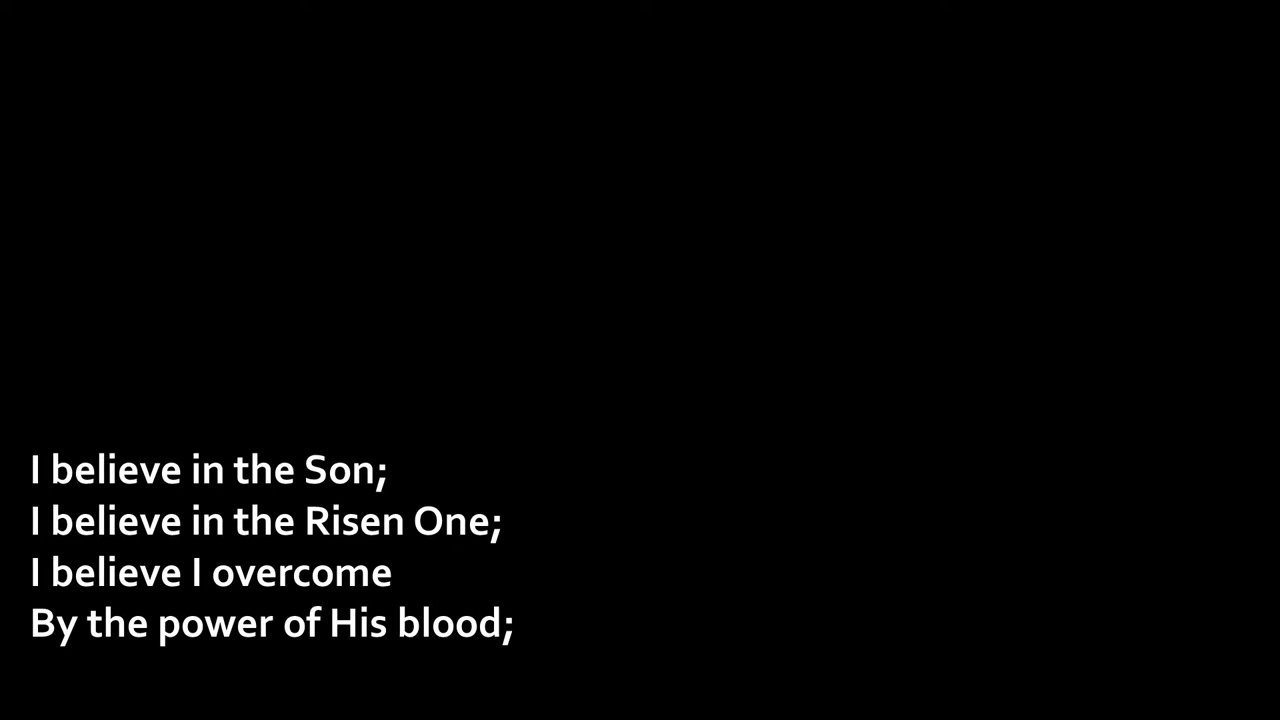 I believe in the Son;
I believe in the Risen One;
I believe I overcome
By the power of His blood;